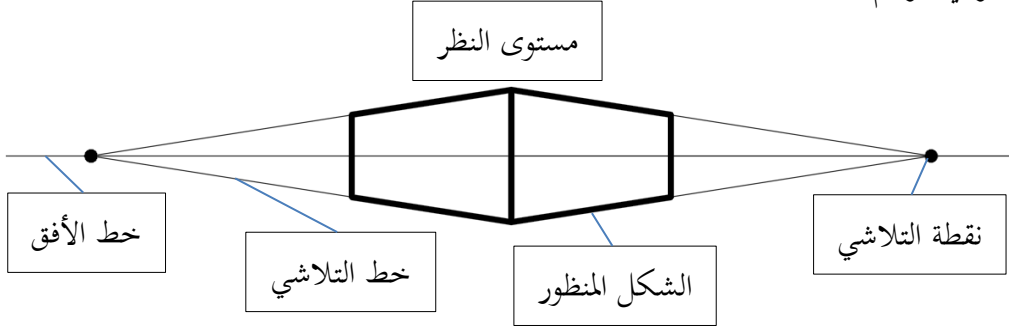 مستوى النظر
نقطة التلاشي
خط الأفق
خط التلاشي
الشكل المنظور